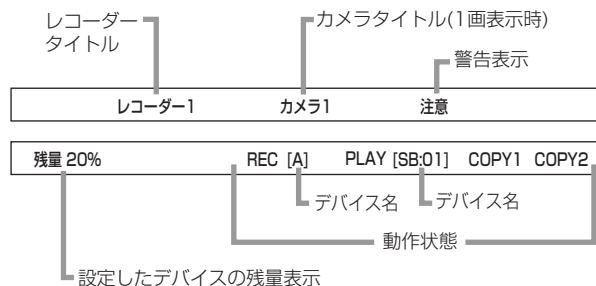 レコーダー
タイトル
カメラタイトル(1画表示時)
警告表示
レコーダー1 カメラ1 注意
残量 20% REC [A] PLAY [SB:01] COPY1 COPY2
デバイス名 デバイス名
動作状態
設定したデバイスの残量表示